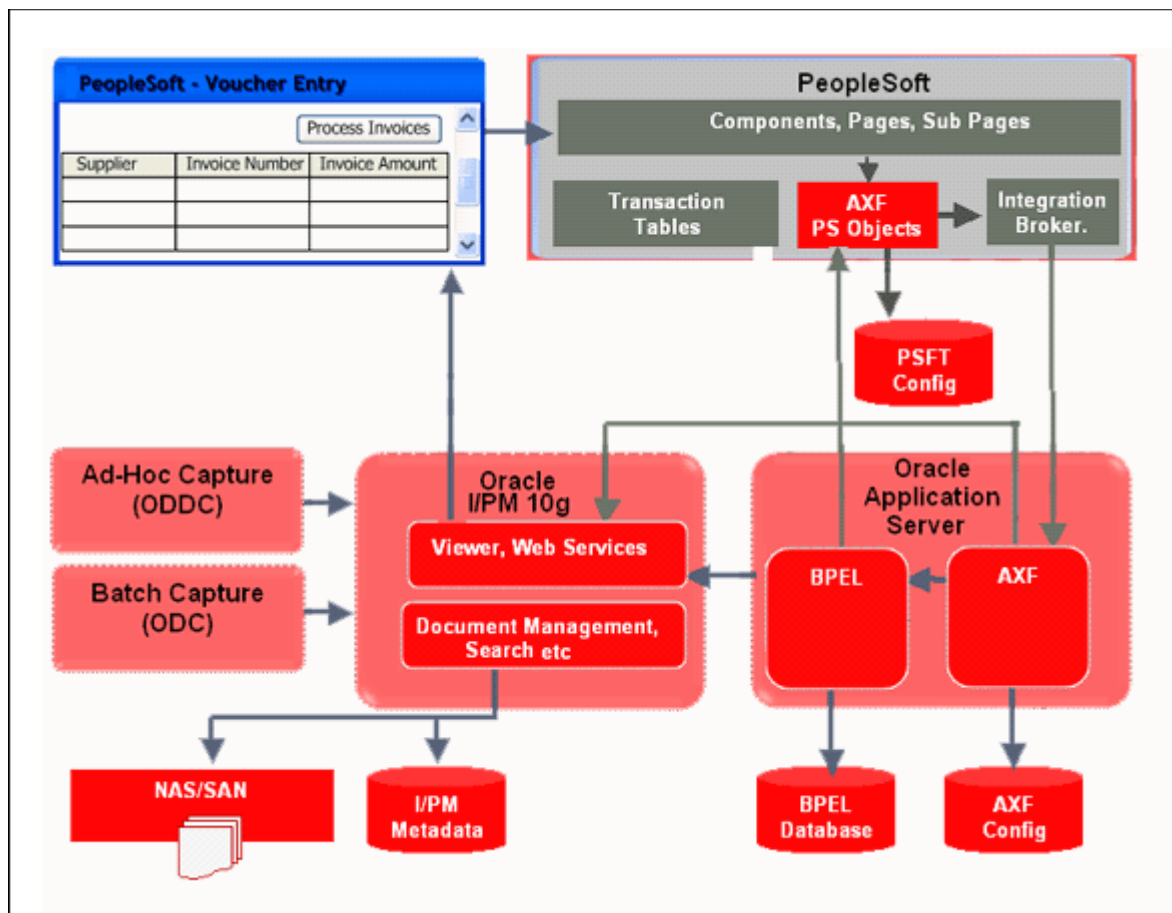 PeopleSoft - Voucher Entry
Process Invoices
Supplier
Invoice Number
Invoice Amount
PeopleSoft
Components, Pages, Sub Pages
Transaction
Tables
AXF
PS Objects
Integration
Broker.
PSFT
Config
Ad-Hoc Capture
(ODDC)
Batch Capture
(ODC)
Oracle
I/PM 10g
Viewer, Web Services
Document Management,
Search etc
Oracle
Application
Server
BPEL
AXF
NAS/SAN
I/PM
Metadata
BPEL
Database
AXF
Config